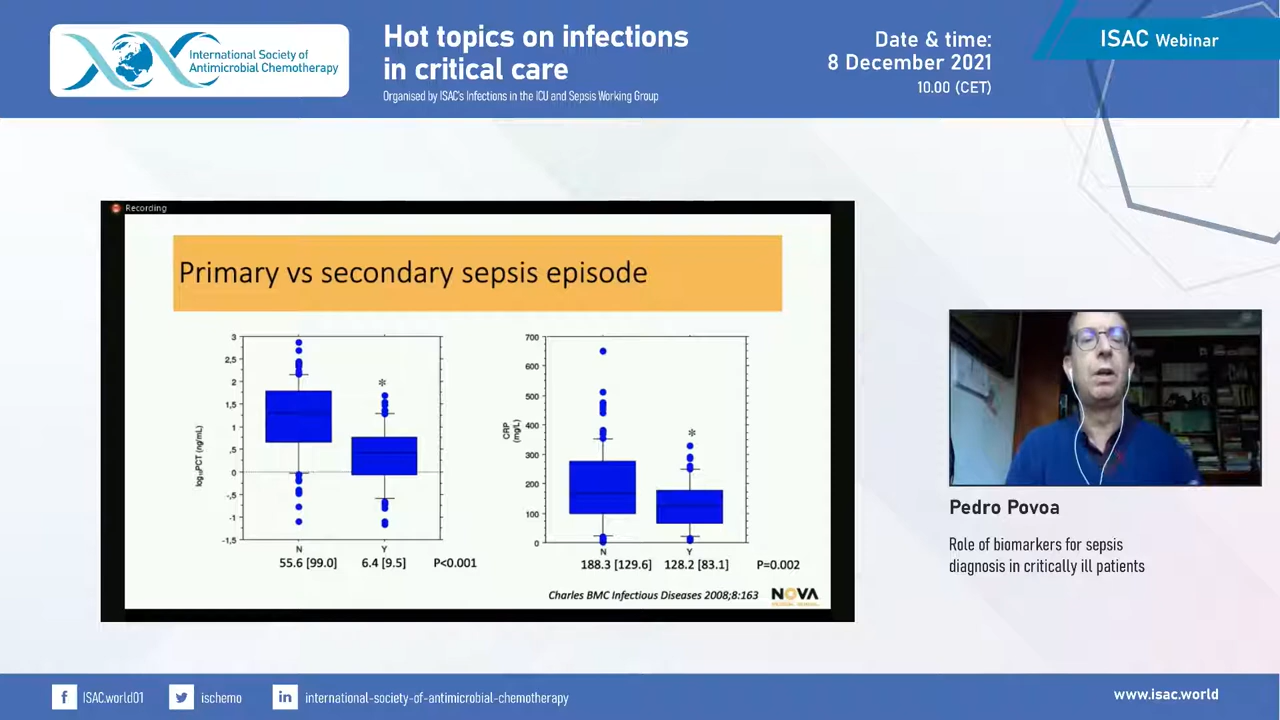 International Society of
Antimicrobial Chemotherapy
Hot topics on infections
in critical care
Organised by ISAC's Infections in the ICU and Sepsis Working Group
Date & time:
8 December 2021
10.00 (CET)
ISAC Webinar
Recording
Primary vs secondary sepsis episode
3
2,5
2
1,5
1
,5
0
-,5
-1
-1,5
log₁₀PCT (ng/mL)
*
N
Y
55.6 [99.0]
6.4 [9.5]
P<0.001
700
600
500
400
300
200
100
0
CRP
(mg/L)
*
N
Y
188.3 [129.6]
128.2 [83.1]
P=0.002
Charles BMC Infectious Diseases 2008;8:163
NOVA
Pedro Povoa
Role of biomarkers for sepsis
diagnosis in critically ill patients
ISAC.world01
ischemo
international-society-of-antimicrobial-chemotherapy
www.isac.world